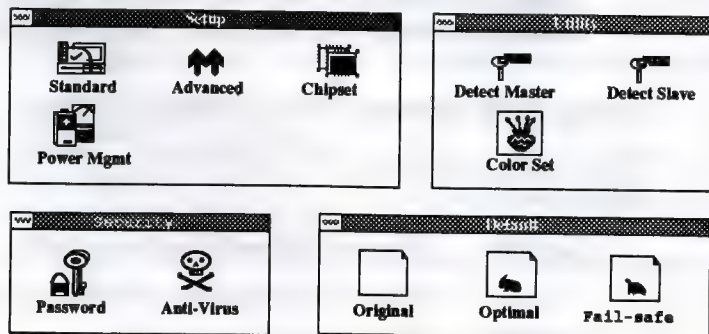 Setup
Standard
Advanced
Chipset
Power Mgmt
Utility
Detect Master
Detect Slave
Color Set
Security
Password
Anti-Virus
Default
Original
Optimal
Fail-safe